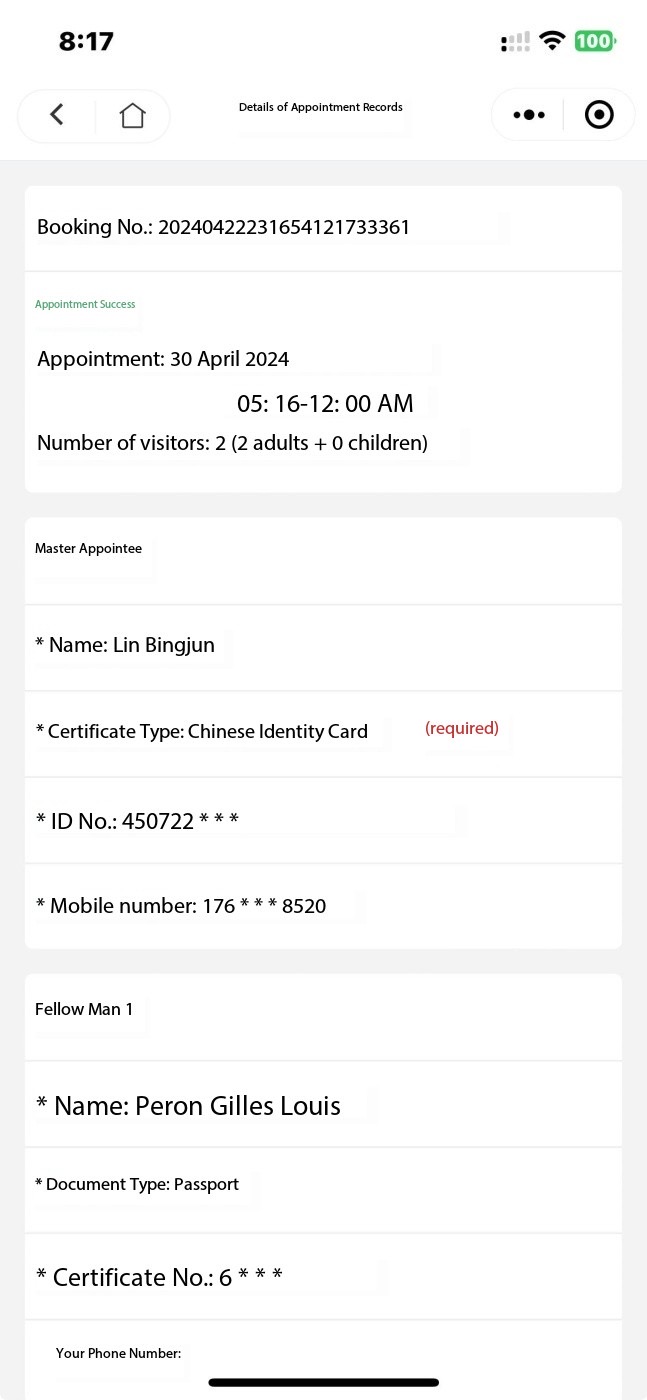 8:17
100
Details of Appointment Records
Booking No.: 20240422231654121733361
Appointment Success
Appointment: 30 April 2024
05: 16-12: 00 AM
Number of visitors: 2 (2 adults + 0 children)
Master Appointee
* Name: Lin Bingjun
* Certificate Type: Chinese Identity Card (required)
* ID No.: 450722 * * *
* Mobile number: 176 * * * 8520
Fellow Man 1
* Name: Peron Gilles Louis
* Document Type: Passport
* Certificate No.: 6 * * *
Your Phone Number: